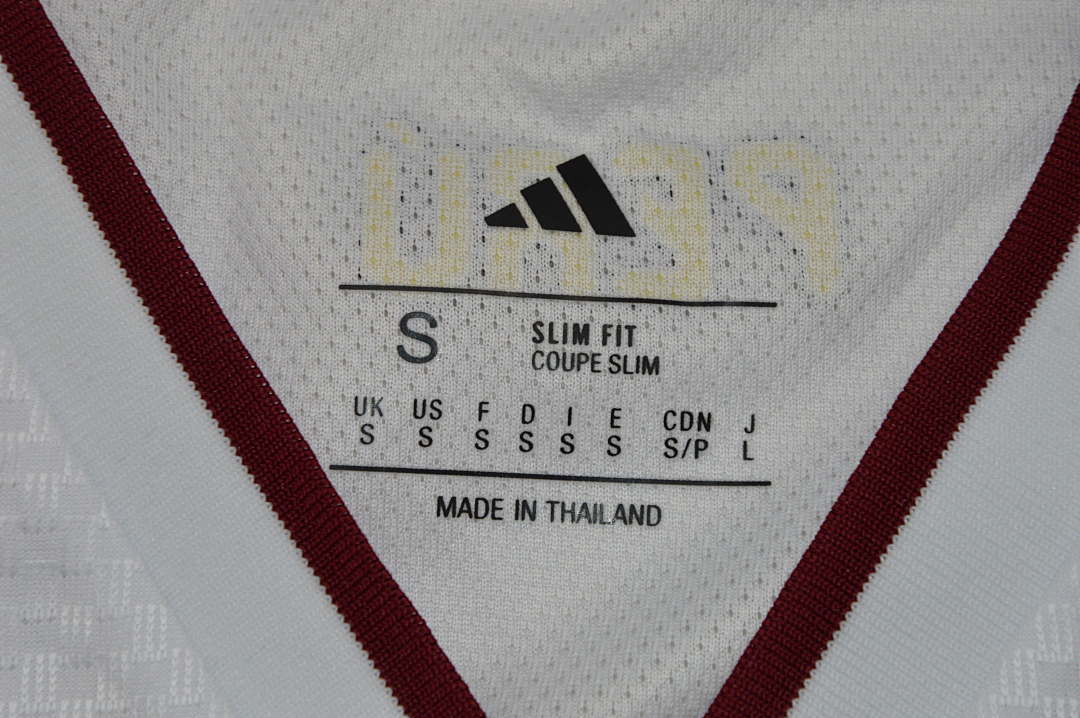 S
SLIM FIT
COUPE SLIM
UK US F D I E CDN J
S S S S S S S/P L
MADE IN THAILAND